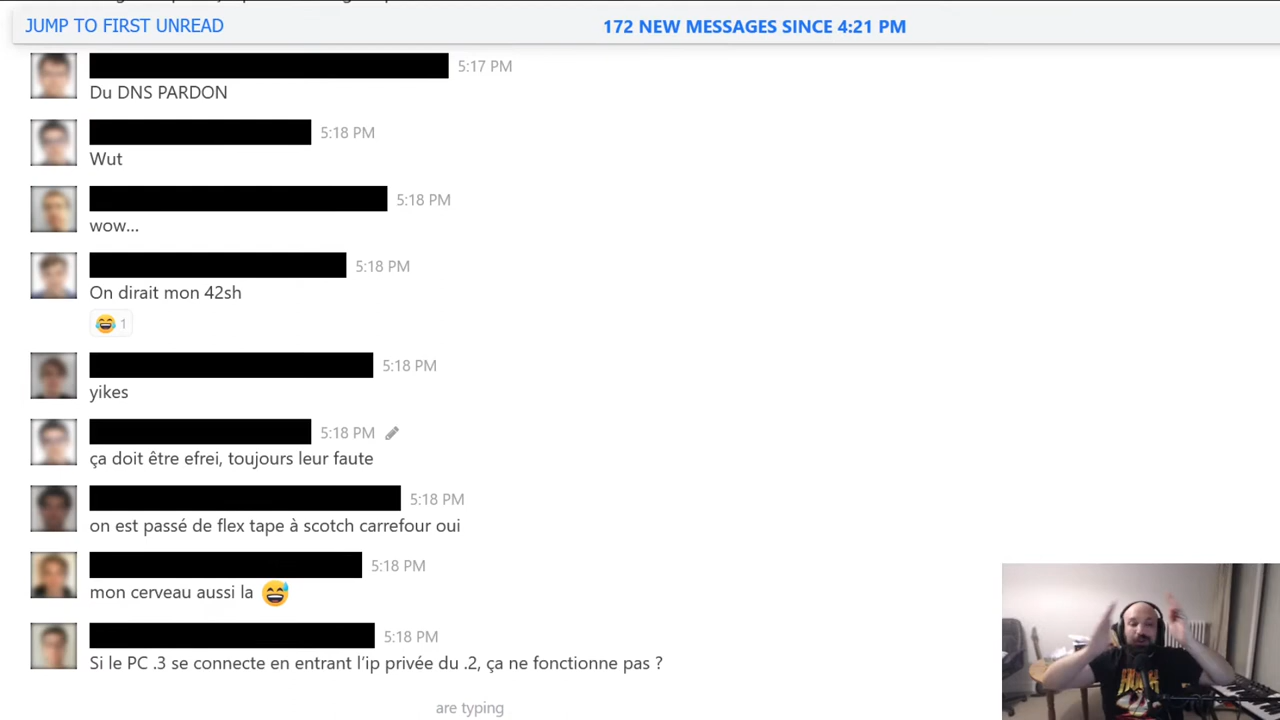 JUMP TO FIRST UNREAD
172 NEW MESSAGES SINCE 4:21 PM
5:17 PM
Du DNS PARDON
5:18 PM
Wut
5:18 PM
wow...
5:18 PM
On dirait mon 42sh
😂 1
5:18 PM
yikes
5:18 PM
ça doit être efrei, toujours leur faute
5:18 PM
on est passé de flex tape à scotch carrefour oui
5:18 PM
mon cerveau aussi la 😅
5:18 PM
Si le PC .3 se connecte en entrant l'ip privée du .2, ça ne fonctionne pas ?
are typing